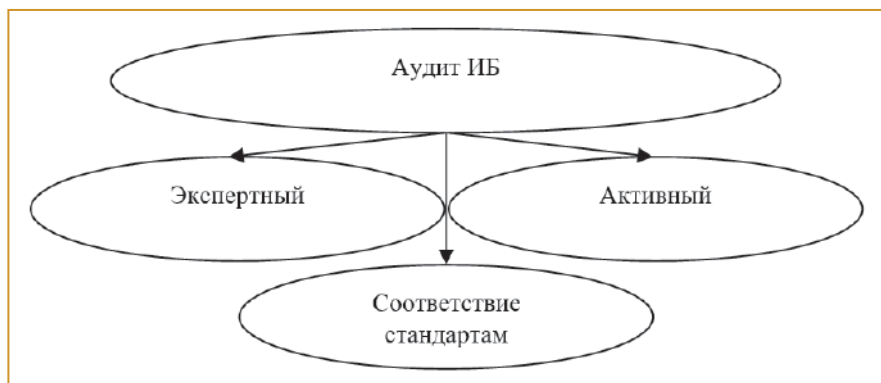 Аудит ИБ
Экспертный
Активный
Соответствие
стандартам